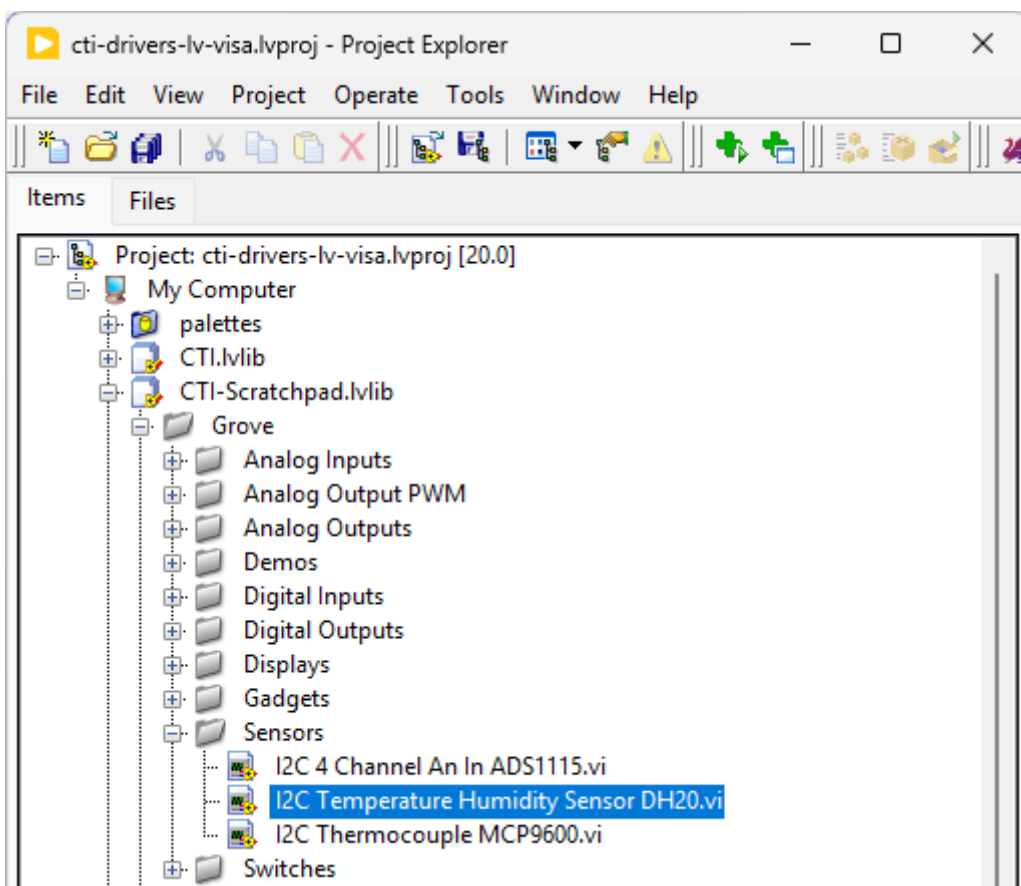 cti-drivers-lv-visa.lvproj - Project Explorer
File Edit View Project Operate Tools Window Help
Items Files
Project: cti-drivers-lv-visa.lvproj [20.0]
My Computer
palettes
CTI.lvlib
CTI-Scratchpad.lvlib
Grove
Analog Inputs
Analog Output PWM
Analog Outputs
Demos
Digital Inputs
Digital Outputs
Displays
Gadgets
Sensors
I2C 4 Channel An In ADS1115.vi
I2C Temperature Humidity Sensor DH20.vi
I2C Thermocouple MCP9600.vi
Switches